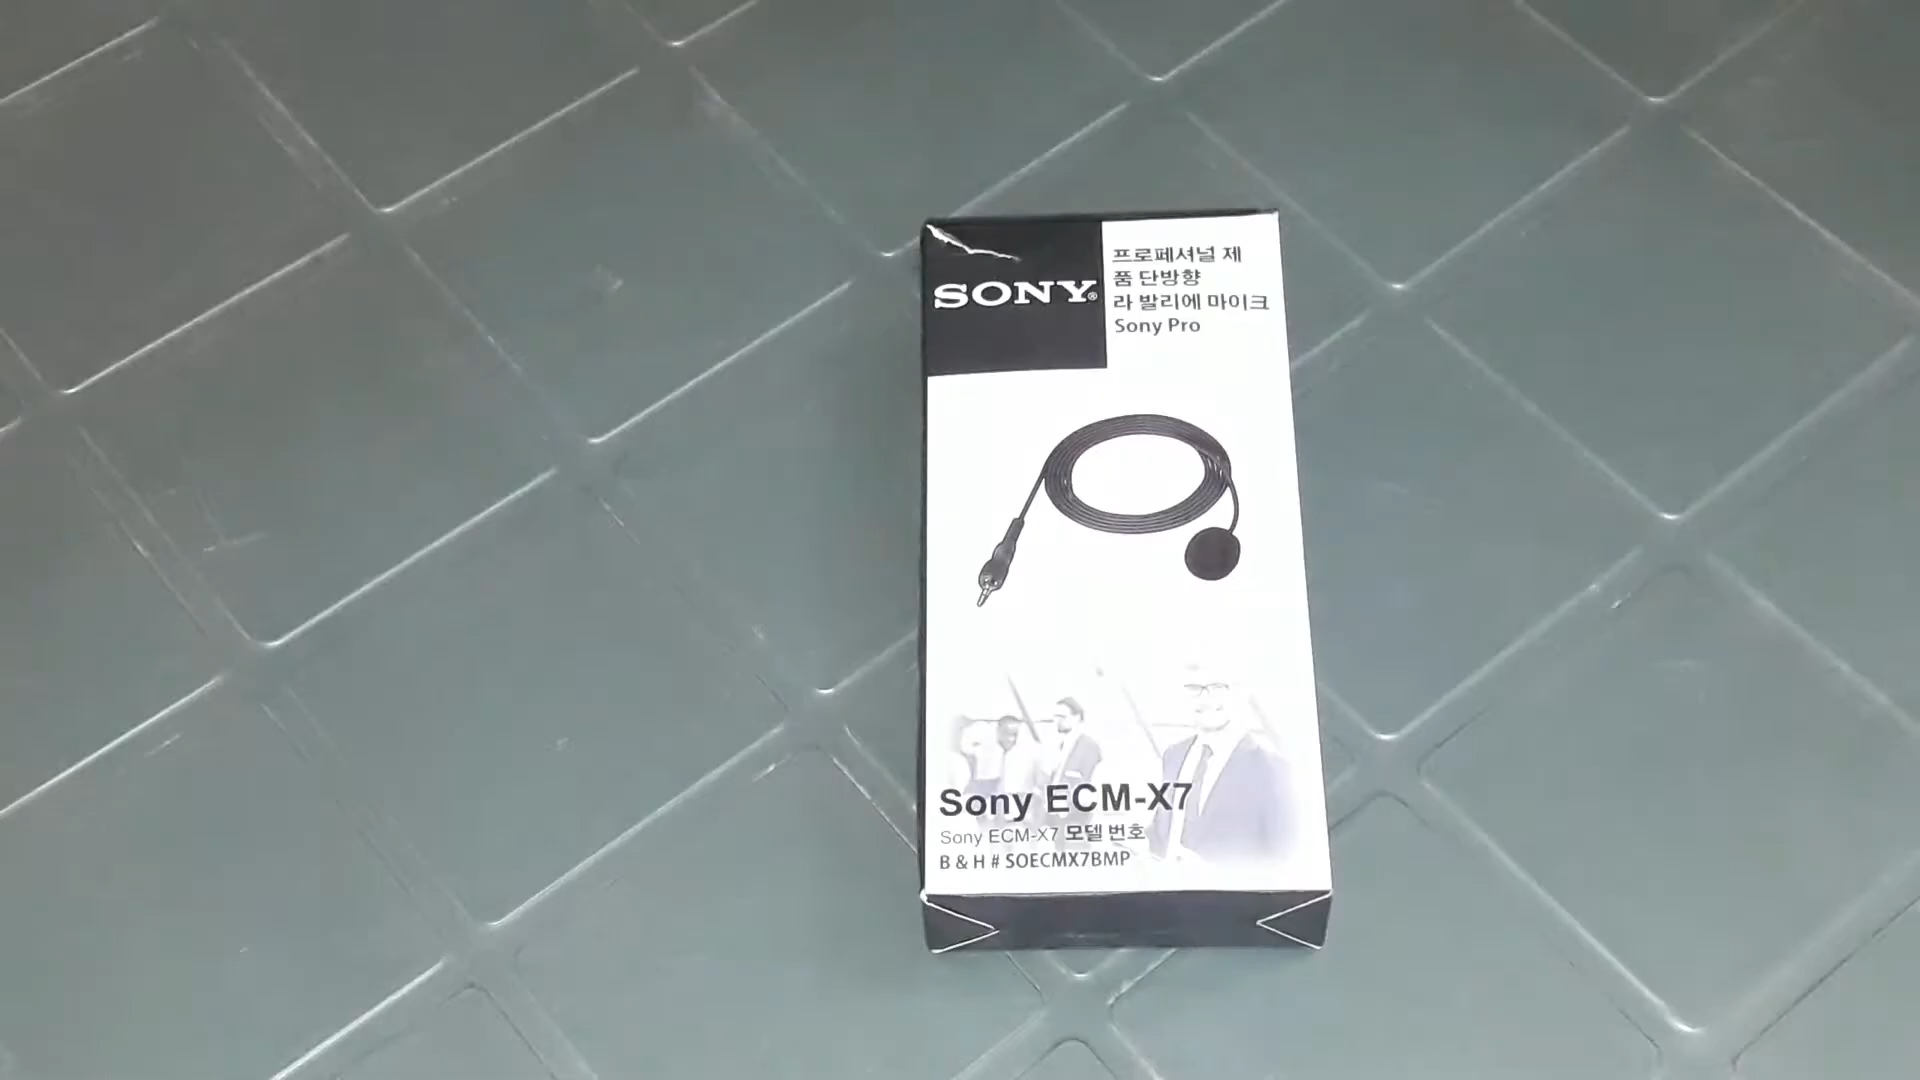 SONY®
프로페셔널 제
품 단방향
라 발리에 마이크
Sony Pro
Sony ECM-X7
Sony ECM-X7 모델 번호
B & H # SOECMX7BMP